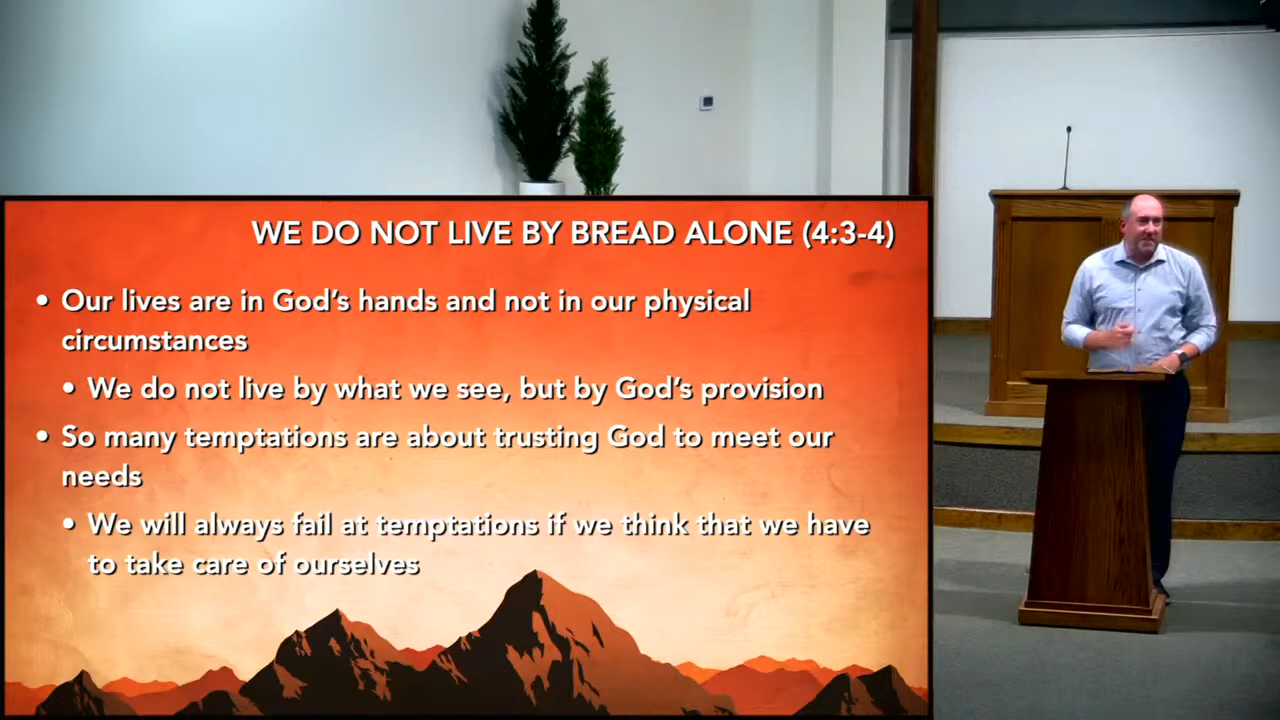 WE DO NOT LIVE BY BREAD ALONE (4:3-4)
• Our lives are in God's hands and not in our physical
circumstances
• We do not live by what we see, but by God's provision
• So many temptations are about trusting God to meet our
needs
• We will always fail at temptations if we think that we have
to take care of ourselves